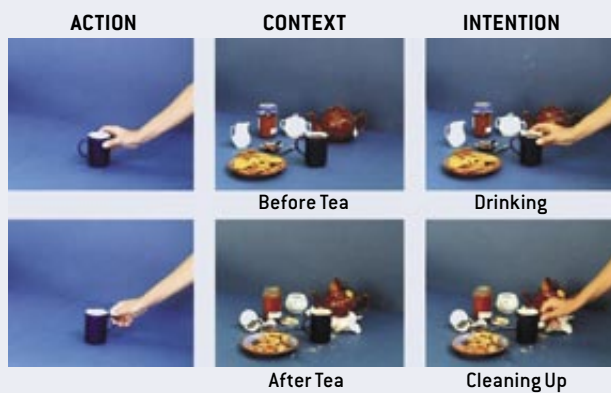 ACTION CONTEXT INTENTION
Before Tea Drinking
After Tea Cleaning Up